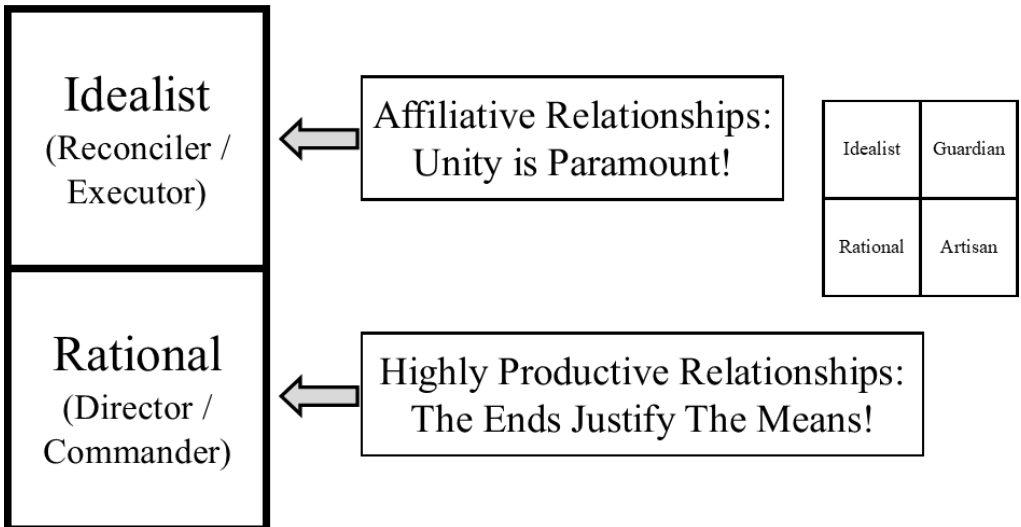 Idealist
(Reconciler /
Executor)
Affiliative Relationships:
Unity is Paramount!
Idealist
Guardian
Rational
Artisan
Rational
(Director /
Commander)
Highly Productive Relationships:
The Ends Justify The Means!